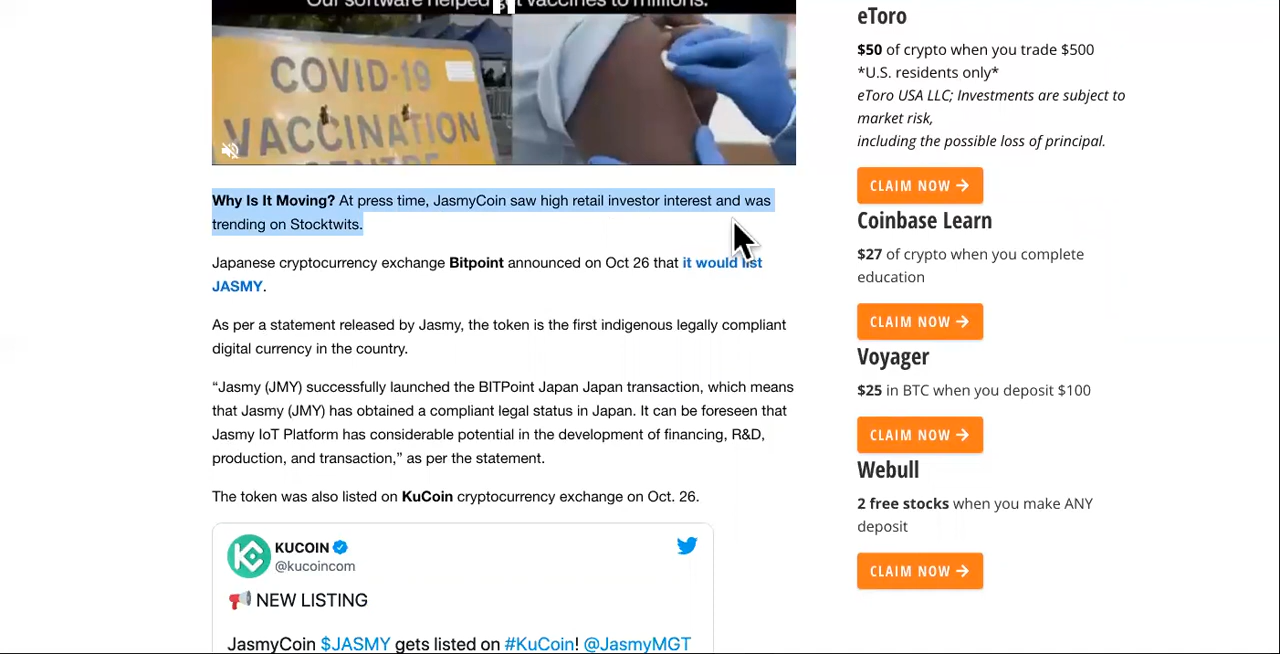 Our software helped get vaccines to millions.
COVID-19
VACCINATION
CENTRE
Why Is It Moving? At press time, JasmyCoin saw high retail investor interest and was
trending on Stocktwits.
Japanese cryptocurrency exchange Bitpoint announced on Oct 26 that it would list
JASMY.
As per a statement released by Jasmy, the token is the first indigenous legally compliant
digital currency in the country.
“Jasmy (JMY) successfully launched the BITPoint Japan Japan transaction, which means
that Jasmy (JMY) has obtained a compliant legal status in Japan. It can be foreseen that
Jasmy IoT Platform has considerable potential in the development of financing, R&D,
production, and transaction,” as per the statement.
The token was also listed on KuCoin cryptocurrency exchange on Oct. 26.
KUCOIN
@kucoincom
NEW LISTING
JasmyCoin $JASMY gets listed on #KuCoin! @JasmyMGT
eToro
$50 of crypto when you trade $500
*U.S. residents only*
eToro USA LLC; Investments are subject to
market risk,
including the possible loss of principal.
CLAIM NOW →
Coinbase Learn
$27 of crypto when you complete
education
CLAIM NOW →
Voyager
$25 in BTC when you deposit $100
CLAIM NOW →
Webull
2 free stocks when you make ANY
deposit
CLAIM NOW →